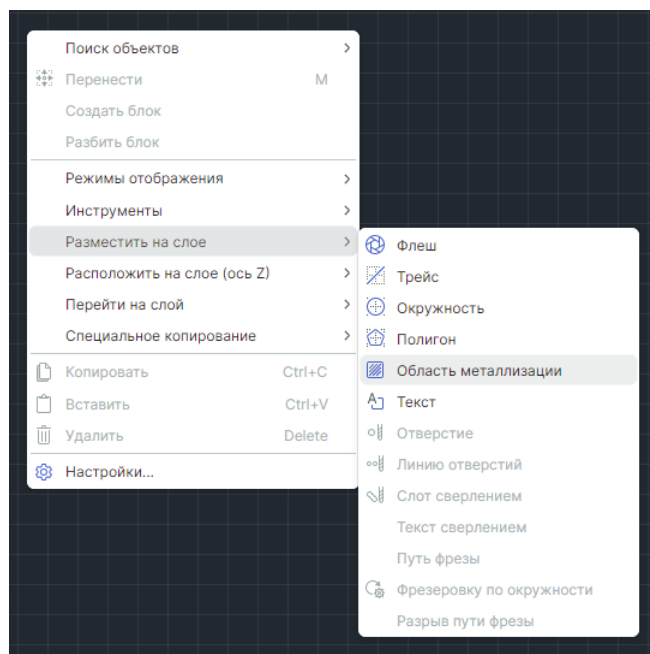 Поиск объектов
Перенести M
Создать блок
Разбить блок
Режимы отображения
Инструменты
Разместить на слое
Расположить на слое (ось Z)
Перейти на слой
Специальное копирование
Копировать Ctrl+C
Вставить Ctrl+V
Удалить Delete
Настройки...
Флеш
Трейс
Окружность
Полигон
Область металлизации
Текст
Отверстие
Линию отверстий
Слот сверлением
Текст сверлением
Путь фрезы
Фрезеровку по окружности
Разрыв пути фрезы